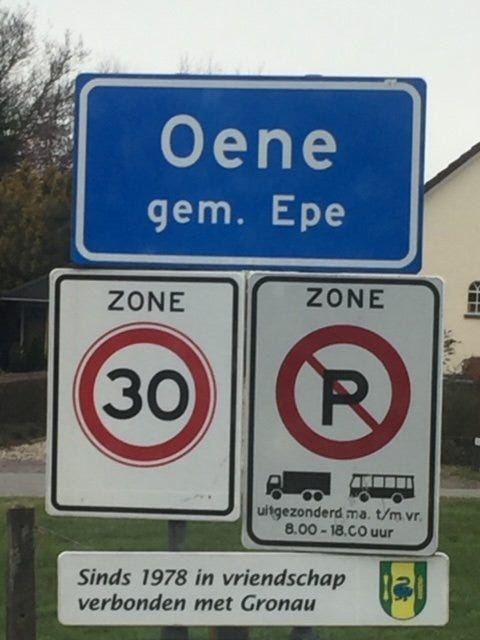 Oene
gem. Epe
ZONE
30
ZONE
P
uitgezonderd ma. t/m vr.
8.00 - 18.00 uur
Sinds 1978 in vriendschap
verbonden met Gronau